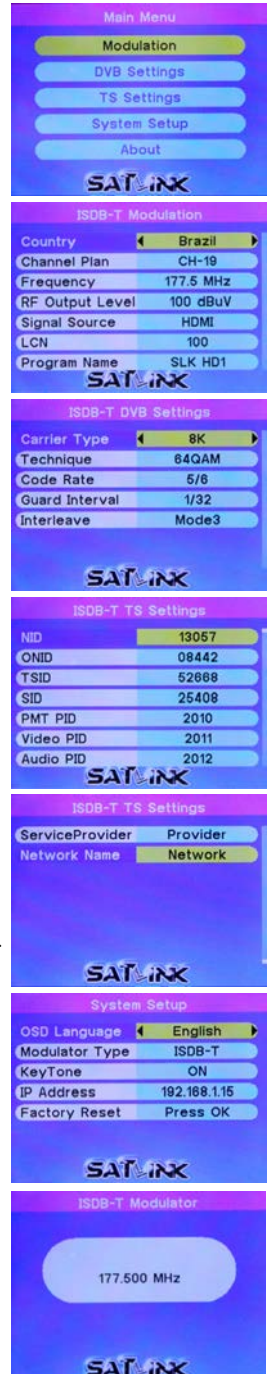 Main Menu
Modulation
DVB Settings
TS Settings
System Setup
About
SATLINK
ISDB-T Modulation
Country Brazil
Channel Plan CH-19
Frequency 177.5 MHz
RF Output Level 100 dBuV
Signal Source HDMI
LCN 100
Program Name SLK HD1
SATLINK
ISDB-T DVB Settings
Carrier Type 8K
Technique 64QAM
Code Rate 5/6
Guard Interval 1/32
Interleave Mode3
SATLINK
ISDB-T TS Settings
NID 13057
ONID 08442
TSID 52668
SID 25408
PMT PID 2010
Video PID 2011
Audio PID 2012
SATLINK
ISDB-T TS Settings
ServiceProvider Provider
Network Name Network
SATLINK
System Setup
OSD Language English
Modulator Type ISDB-T
KeyTone ON
IP Address 192.168.1.15
Factory Reset Press OK
SATLINK
ISDB-T Modulator
177.500 MHz
SATLINK